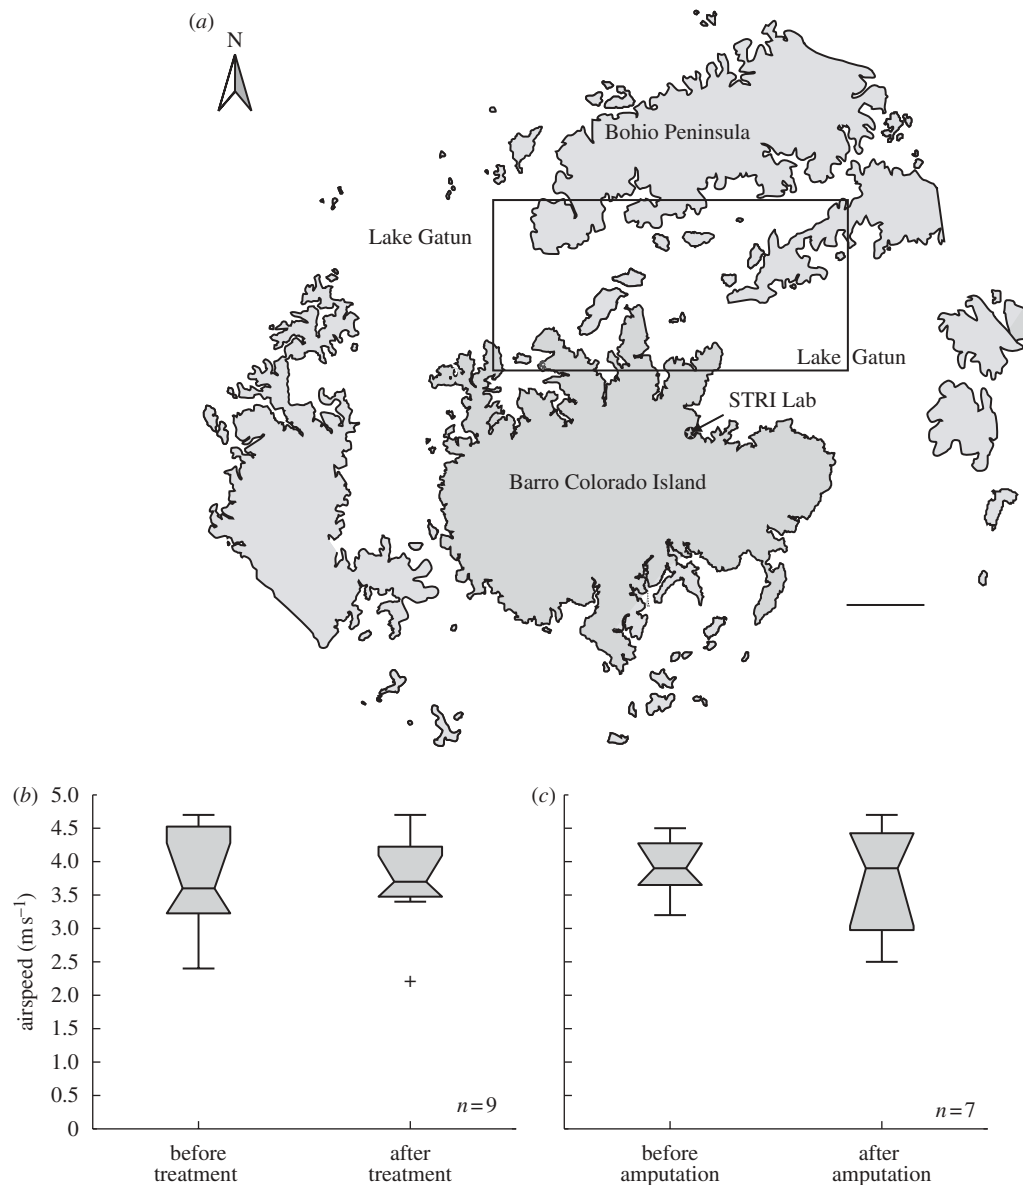 (a)
N
Bohio Peninsula
Lake Gatun
Lake Gatun
STRI Lab
Barro Colorado Island
(b)
5.0
4.5
4.0
3.5
3.0
2.5
2.0
1.5
1.0
0.5
0
airspeed (m s⁻¹)
+
n=9
before
treatment
after
treatment
(c)
n=7
before
amputation
after
amputation